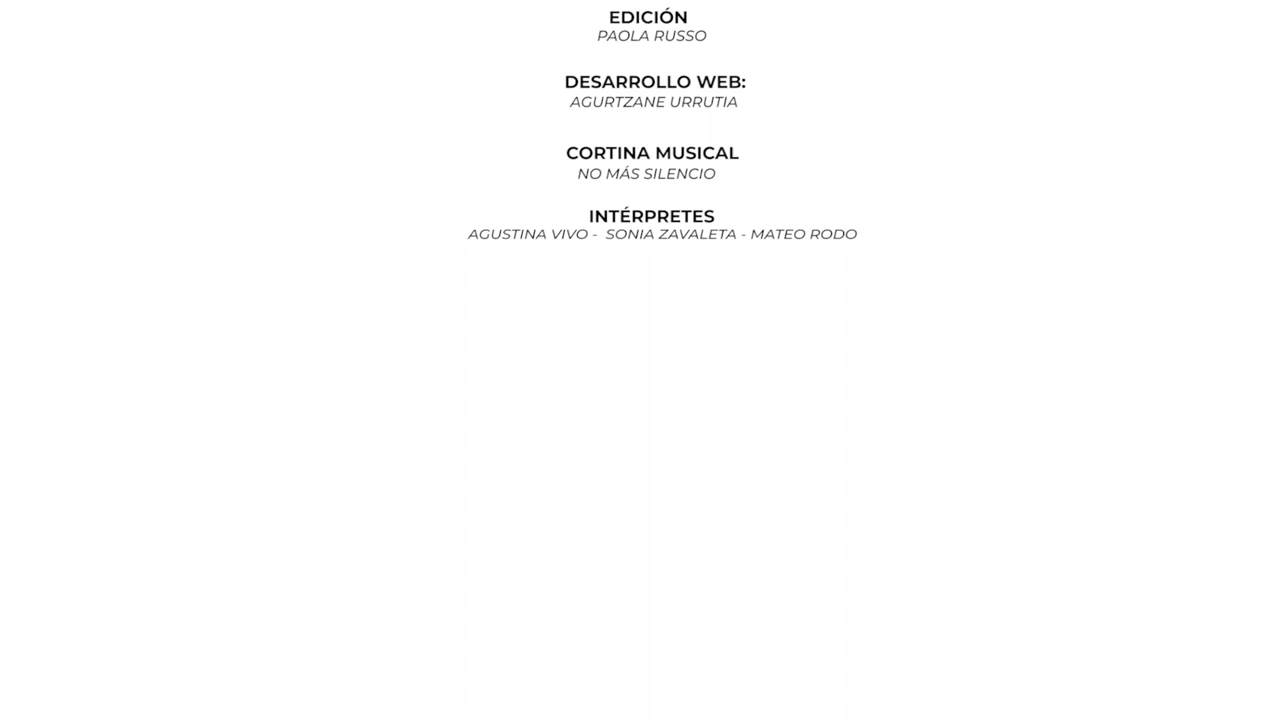 EDICIÓN
PAOLA RUSSO
DESARROLLO WEB:
AGURTZANE URRUTIA
CORTINA MUSICAL
NO MÁS SILENCIO
INTÉRPRETES
AGUSTINA VIVO - SONIA ZAVALETA - MATEO RODO